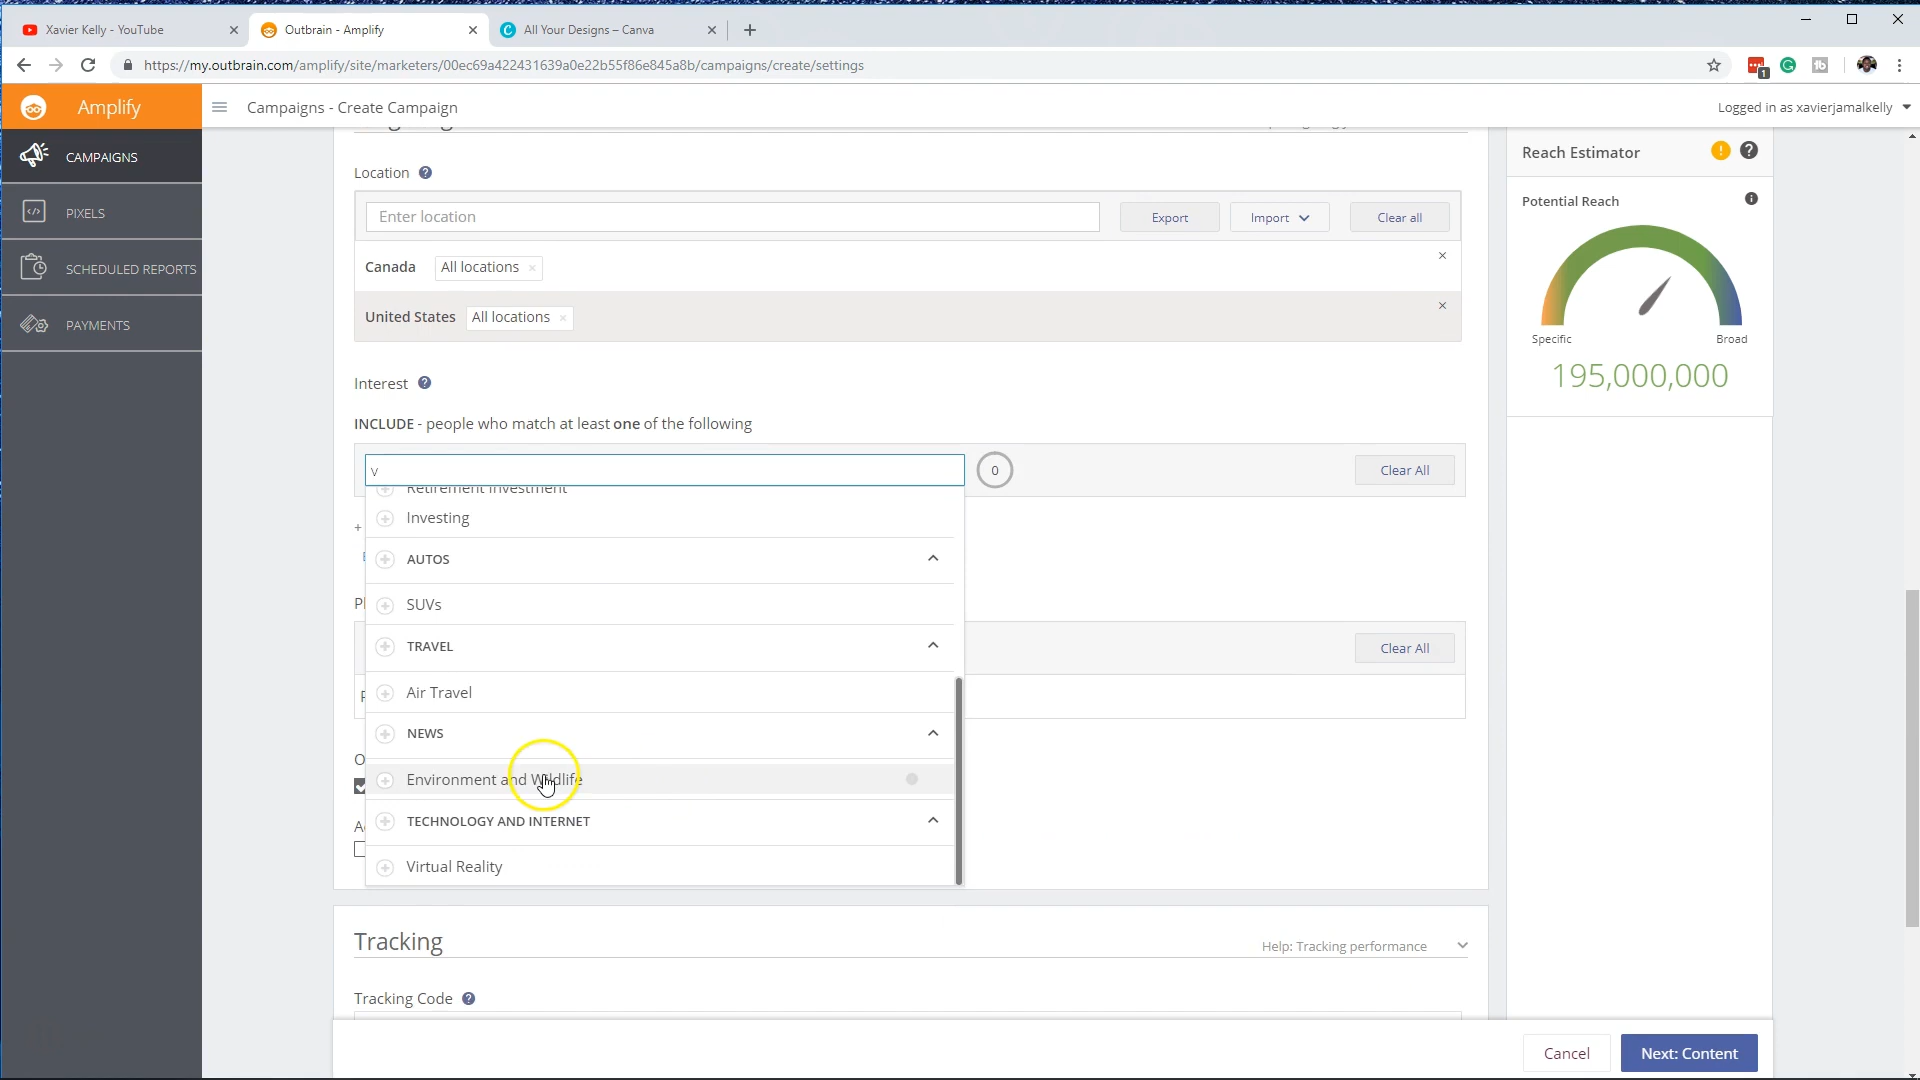 Xavier Kelly - YouTube
Outbrain - Amplify
All Your Designs – Canva
https://my.outbrain.com/amplify/site/marketers/00ec69a422431639a0e22b55f86e845a8b/campaigns/create/settings
1
Amplify
Campaigns - Create Campaign
Logged in as xavierjamalkelly
CAMPAIGNS
PIXELS
SCHEDULED REPORTS
PAYMENTS
Location
Enter location
Export
Import
Clear all
Canada
All locations
United States
All locations
Interest
INCLUDE - people who match at least one of the following
v
0
Clear All
Retirement Investment
Investing
AUTOS
SUVs
TRAVEL
Air Travel
NEWS
Environment and Wildlife
TECHNOLOGY AND INTERNET
Virtual Reality
Clear All
Tracking
Help: Tracking performance
Tracking Code
Cancel
Next: Content
Reach Estimator
Potential Reach
Specific
Broad
195,000,000